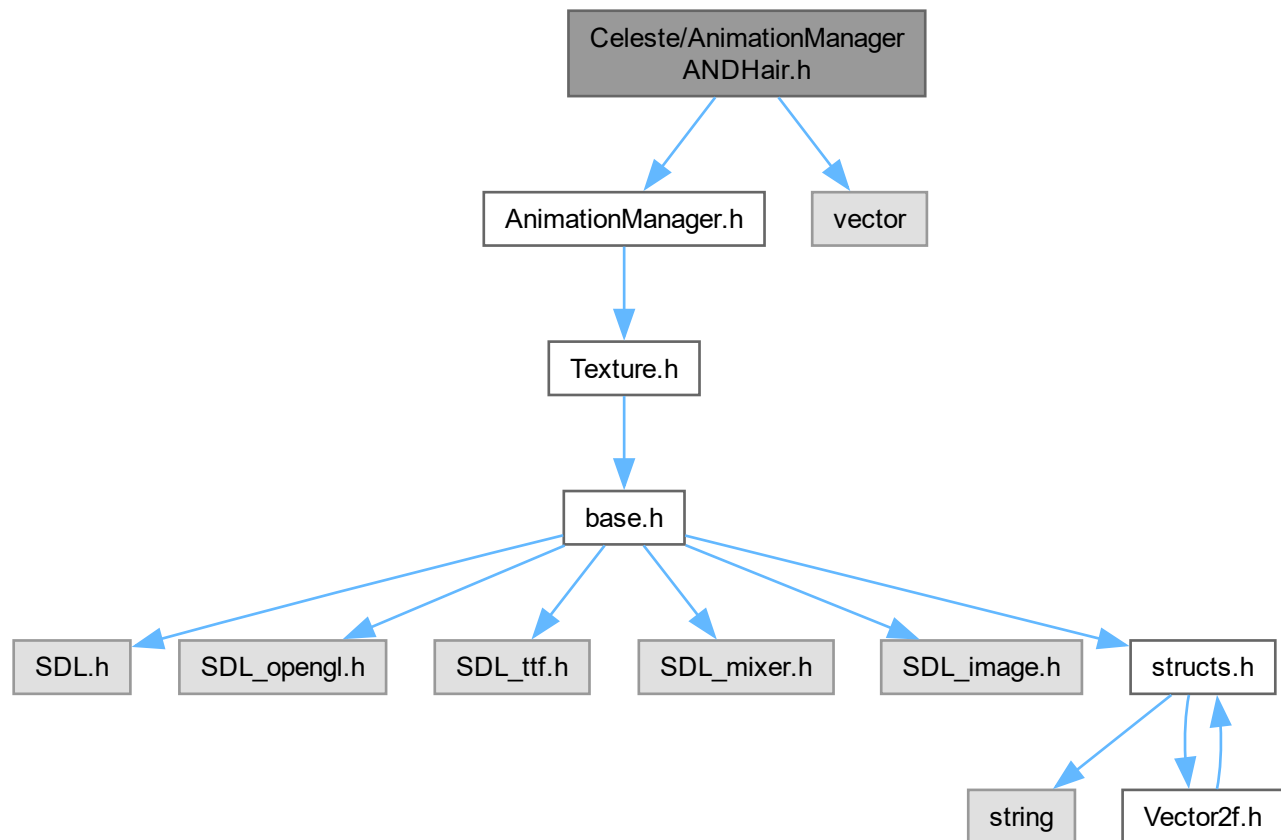 Celeste/AnimationManager
ANDHair.h
AnimationManager.h
vector
Texture.h
base.h
SDL.h
SDL_opengl.h
SDL_ttf.h
SDL_mixer.h
SDL_image.h
structs.h
string
Vector2f.h